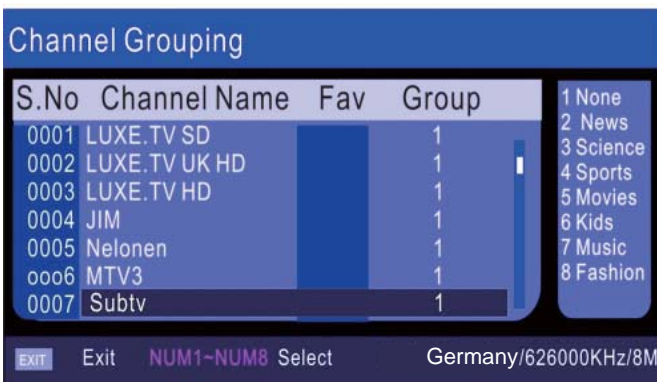 Channel Grouping
S.No Channel Name Fav Group
0001 LUXE.TV SD 1
0002 LUXE.TV UK HD 1
0003 LUXE.TV HD 1
0004 JIM 1
0005 Nelonen 1
ooo6 MTV3 1
0007 Subtv 1
1 None
2 News
3 Science
4 Sports
5 Movies
6 Kids
7 Music
8 Fashion
EXIT Exit NUM1~NUM8 Select Germany/626000KHz/8M